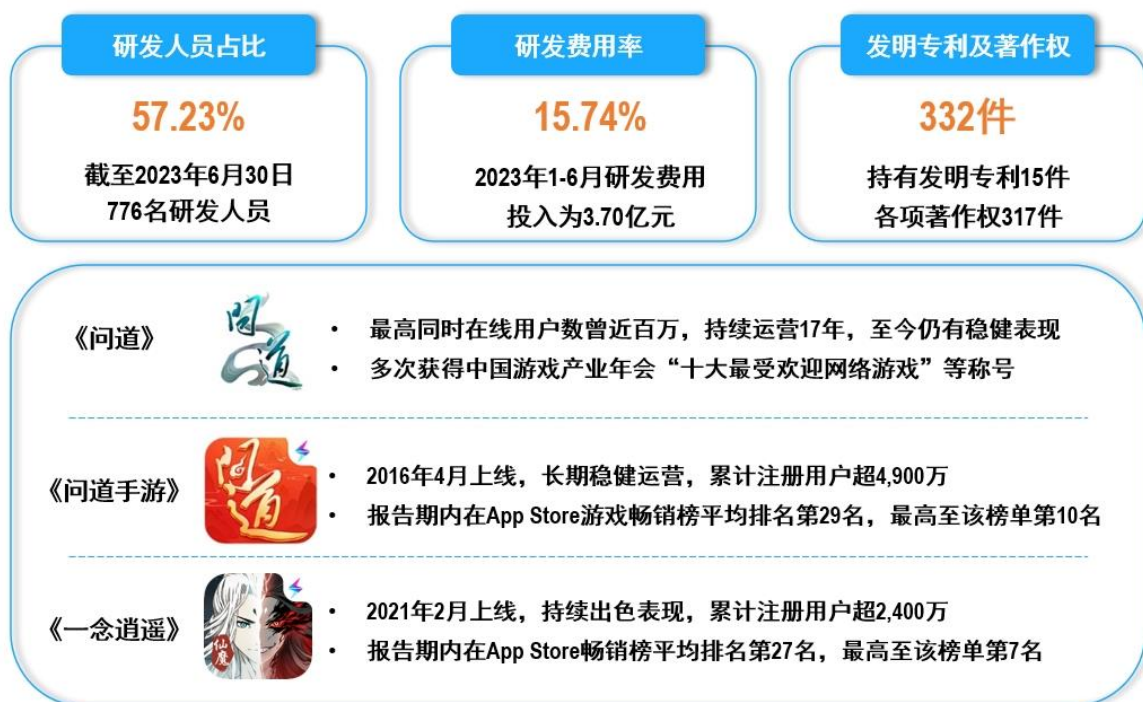 研发人员占比
57.23%
截至2023年6月30日
776名研发人员
研发费用率
15.74%
2023年1-6月研发费用
投入为3.70亿元
发明专利及著作权
332件
持有发明专利15件
各项著作权317件
《问道》
问道
• 最高同时在线用户数曾近百万，持续运营17年，至今仍有稳健表现
• 多次获得中国游戏产业年会“十大最受欢迎网络游戏”等称号
《问道手游》
问道
• 2016年4月上线，长期稳健运营，累计注册用户超4,900万
• 报告期内在App Store游戏畅销榜平均排名第29名，最高至该榜单第10名
《一念逍遥》
仙魔
• 2021年2月上线，持续出色表现，累计注册用户超2,400万
• 报告期内在App Store畅销榜平均排名第27名，最高至该榜单第7名